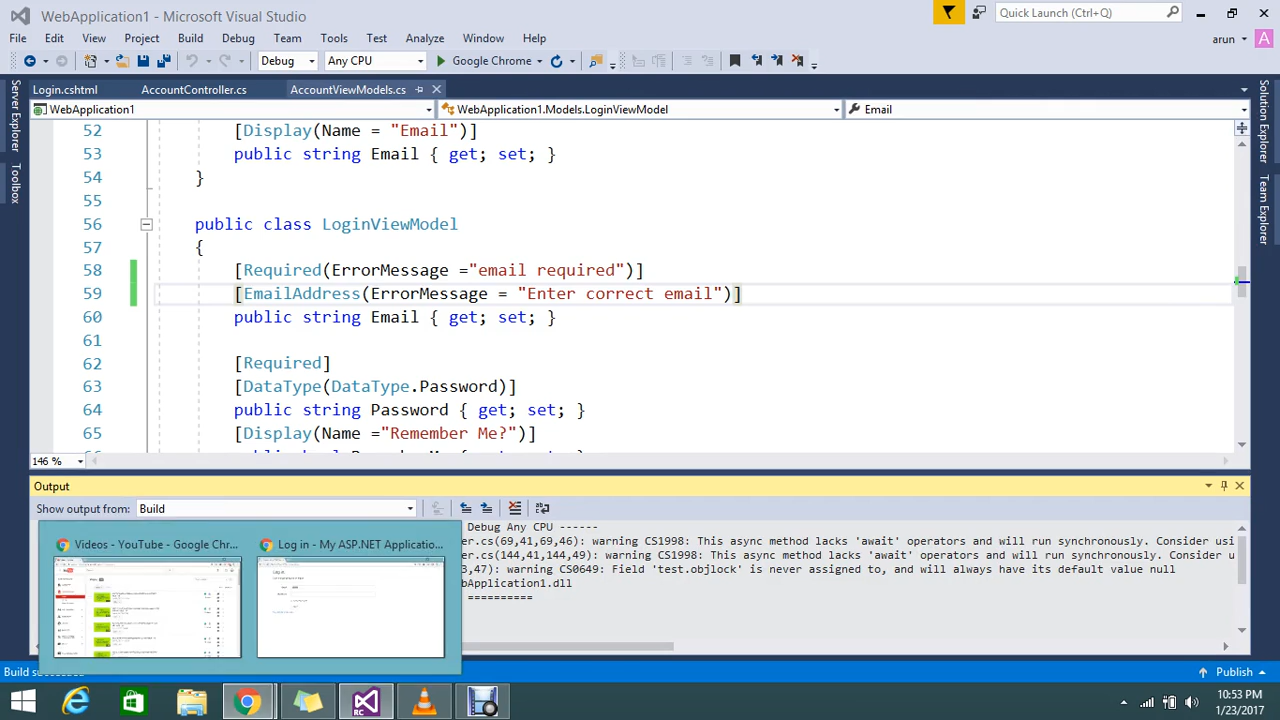 WebApplication1 - Microsoft Visual Studio
Quick Launch (Ctrl+Q)
File Edit View Project Build Debug Team Tools Test Analyze Window Help
arun A
Debug Any CPU Google Chrome
Login.cshtml AccountController.cs AccountViewModels.cs
WebApplication1 WebApplication1.Models.LoginViewModel Email
Server Explorer
Toolbox
Solution Explorer
Team Explorer
52 [Display(Name = "Email")]
53 public string Email { get; set; }
54 }
55
56 public class LoginViewModel
57 {
58 [Required(ErrorMessage ="email required")]
59 [EmailAddress(ErrorMessage = "Enter correct email")]
60 public string Email { get; set; }
61
62 [Required]
63 [DataType(DataType.Password)]
64 public string Password { get; set; }
65 [Display(Name ="Remember Me?")]
146 %
Output
Show output from: Build
Debug Any CPU ------
er.cs(69,41,69,46): warning CS1998: This async method lacks 'await' operators and will run synchronously. Consider usi
er.cs(144,41,144,49): warning CS1998: This async method lacks 'await' operators and will run synchronously. Consider u
3,47): warning CS0649: Field 'test.objlock' is never assigned to, and will always have its default value null
bApplication1.dll
==========
Videos - YouTube - Google Chr... Log in - My ASP.NET Applicatio...
Publish
RC
10:53 PM
1/23/2017